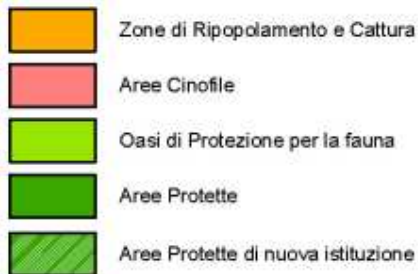 Zone di Ripopolamento e Cattura
Aree Cinofile
Oasi di Protezione per la fauna
Aree Protette
Aree Protette di nuova istituzione